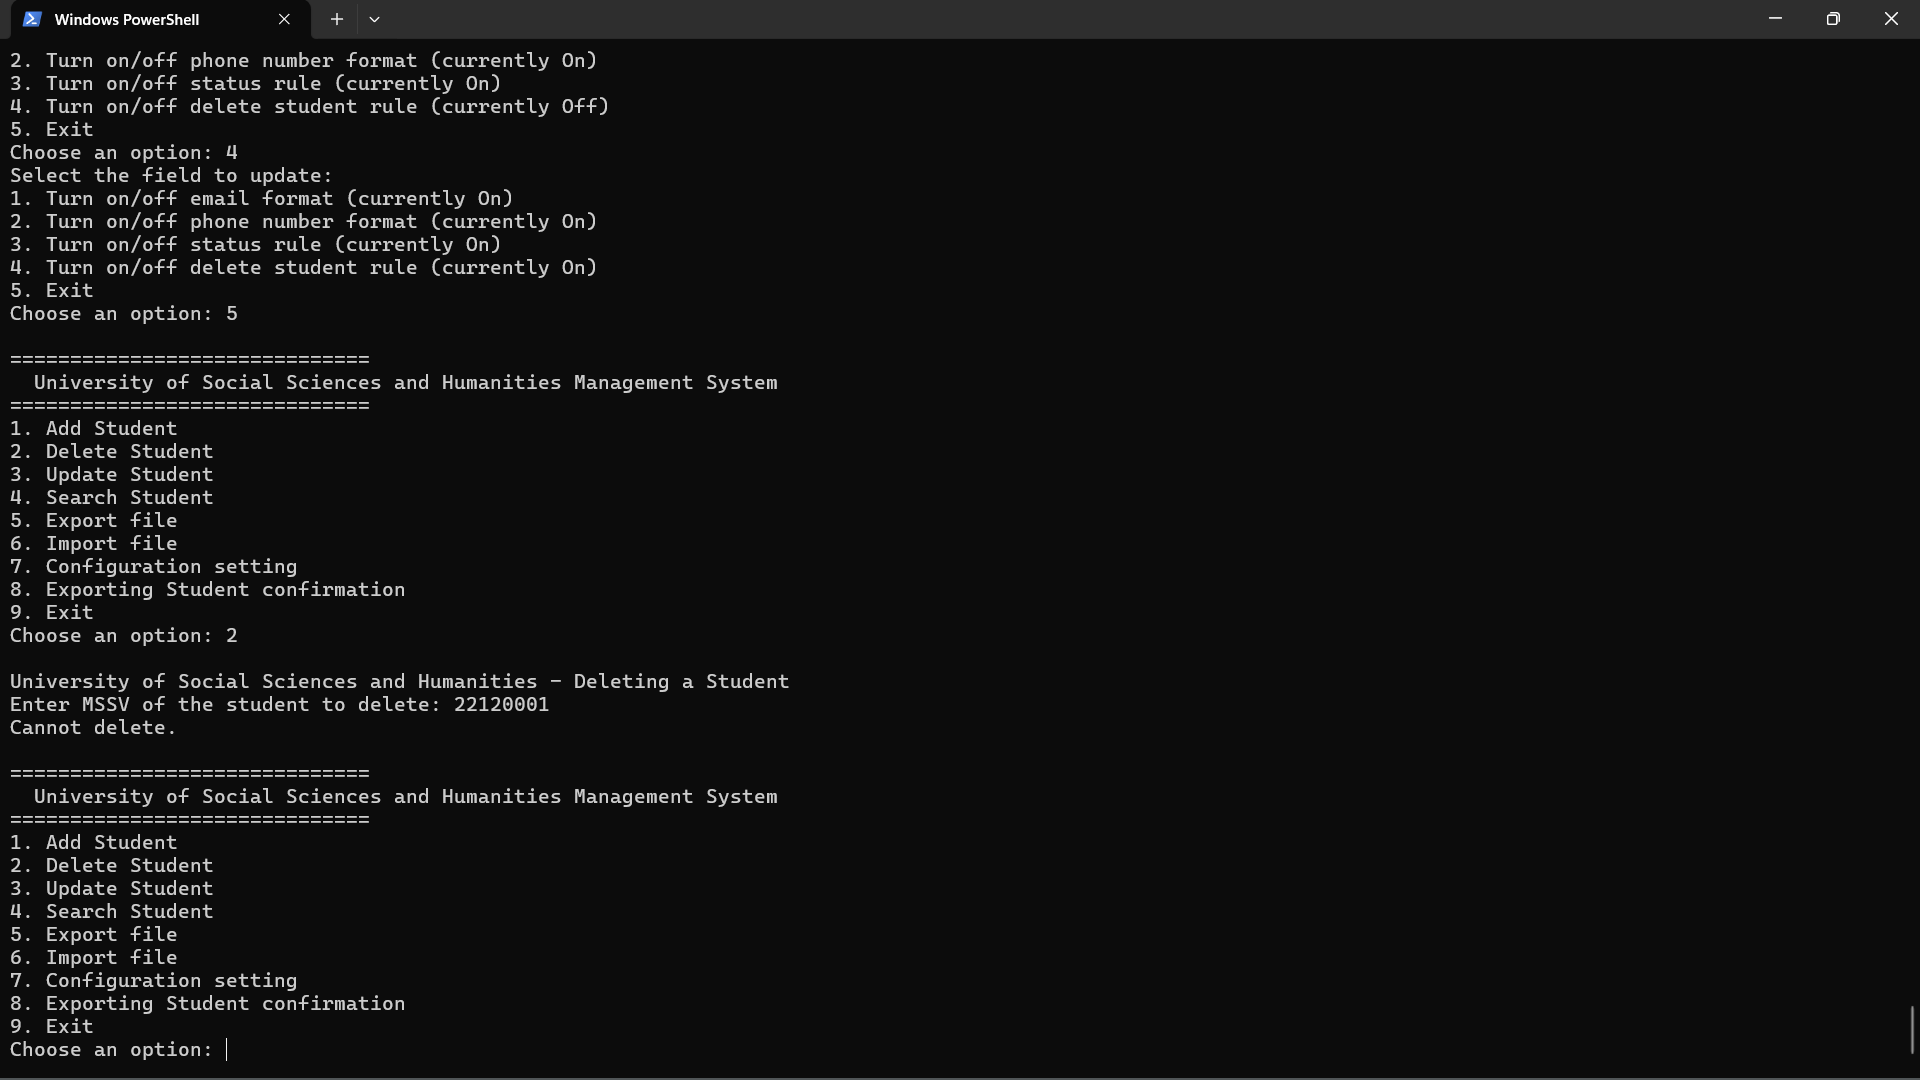 Windows PowerShell
2. Turn on/off phone number format (currently On)
3. Turn on/off status rule (currently On)
4. Turn on/off delete student rule (currently Off)
5. Exit
Choose an option: 4
Select the field to update:
1. Turn on/off email format (currently On)
2. Turn on/off phone number format (currently On)
3. Turn on/off status rule (currently On)
4. Turn on/off delete student rule (currently On)
5. Exit
Choose an option: 5
==============================
University of Social Sciences and Humanities Management System
==============================
1. Add Student
2. Delete Student
3. Update Student
4. Search Student
5. Export file
6. Import file
7. Configuration setting
8. Exporting Student confirmation
9. Exit
Choose an option: 2
University of Social Sciences and Humanities - Deleting a Student
Enter MSSV of the student to delete: 22120001
Cannot delete.
==============================
University of Social Sciences and Humanities Management System
==============================
1. Add Student
2. Delete Student
3. Update Student
4. Search Student
5. Export file
6. Import file
7. Configuration setting
8. Exporting Student confirmation
9. Exit
Choose an option: